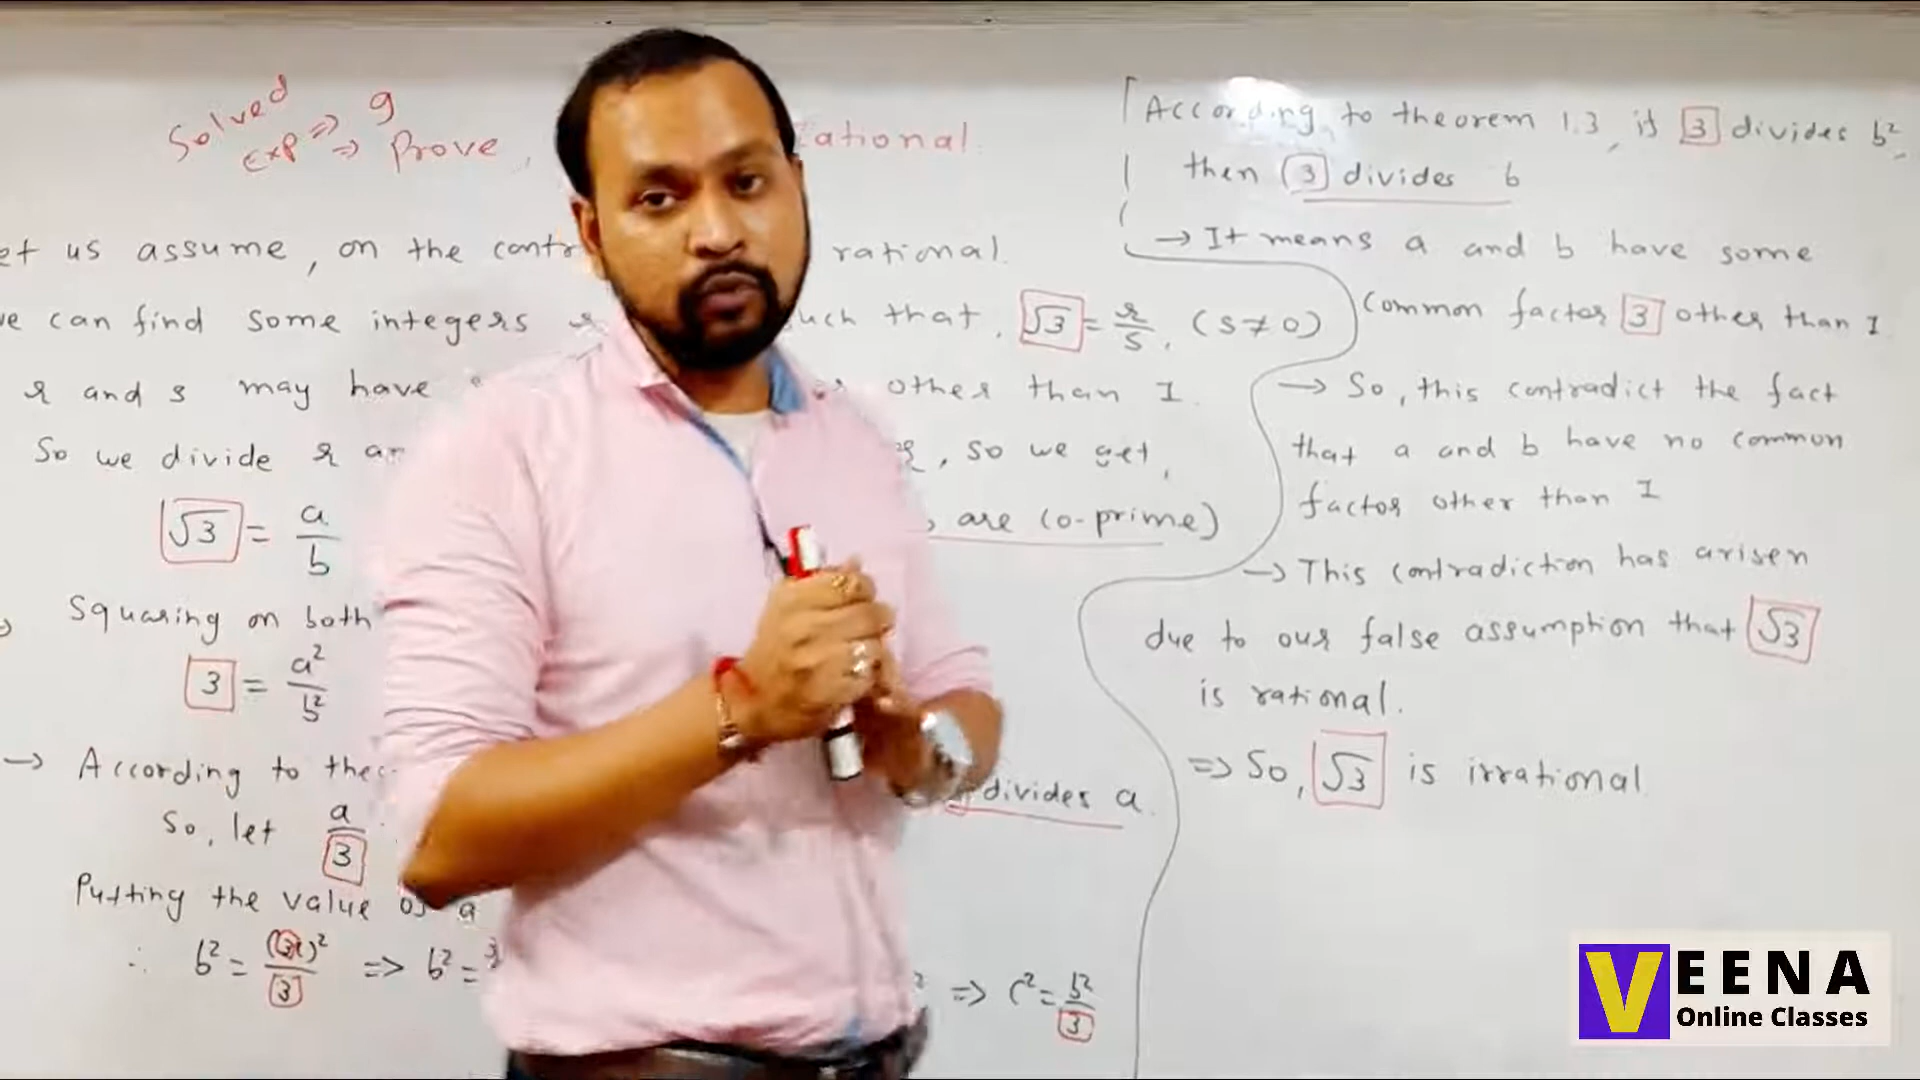 Solved
Exp ⇒ 9
⇒ Prove ational
et us assume, on the contr rational.
we can find some integers r such that, √3 = r/s, (s≠0)
r and s may have other than 1.
So we divide r an , so we get,
√3 = a/b , are co-prime)
Squaring on both
3 = a²/b²
→ According to the divides a.
So, let a/3
Putting the value of a
∴ b² = (3c)²/3 ⇒ b² = ⇒ c² = b²/3
According to theorem 1.3, if 3 divides b²,
then 3 divides b
→ It means a and b have some
common factor 3 other than 1
→ So, this contradict the fact
that a and b have no common
factor other than 1
→ This contradiction has arisen
due to our false assumption that √3
is rational.
⇒ So, √3 is irrational.
VEENA
Online Classes